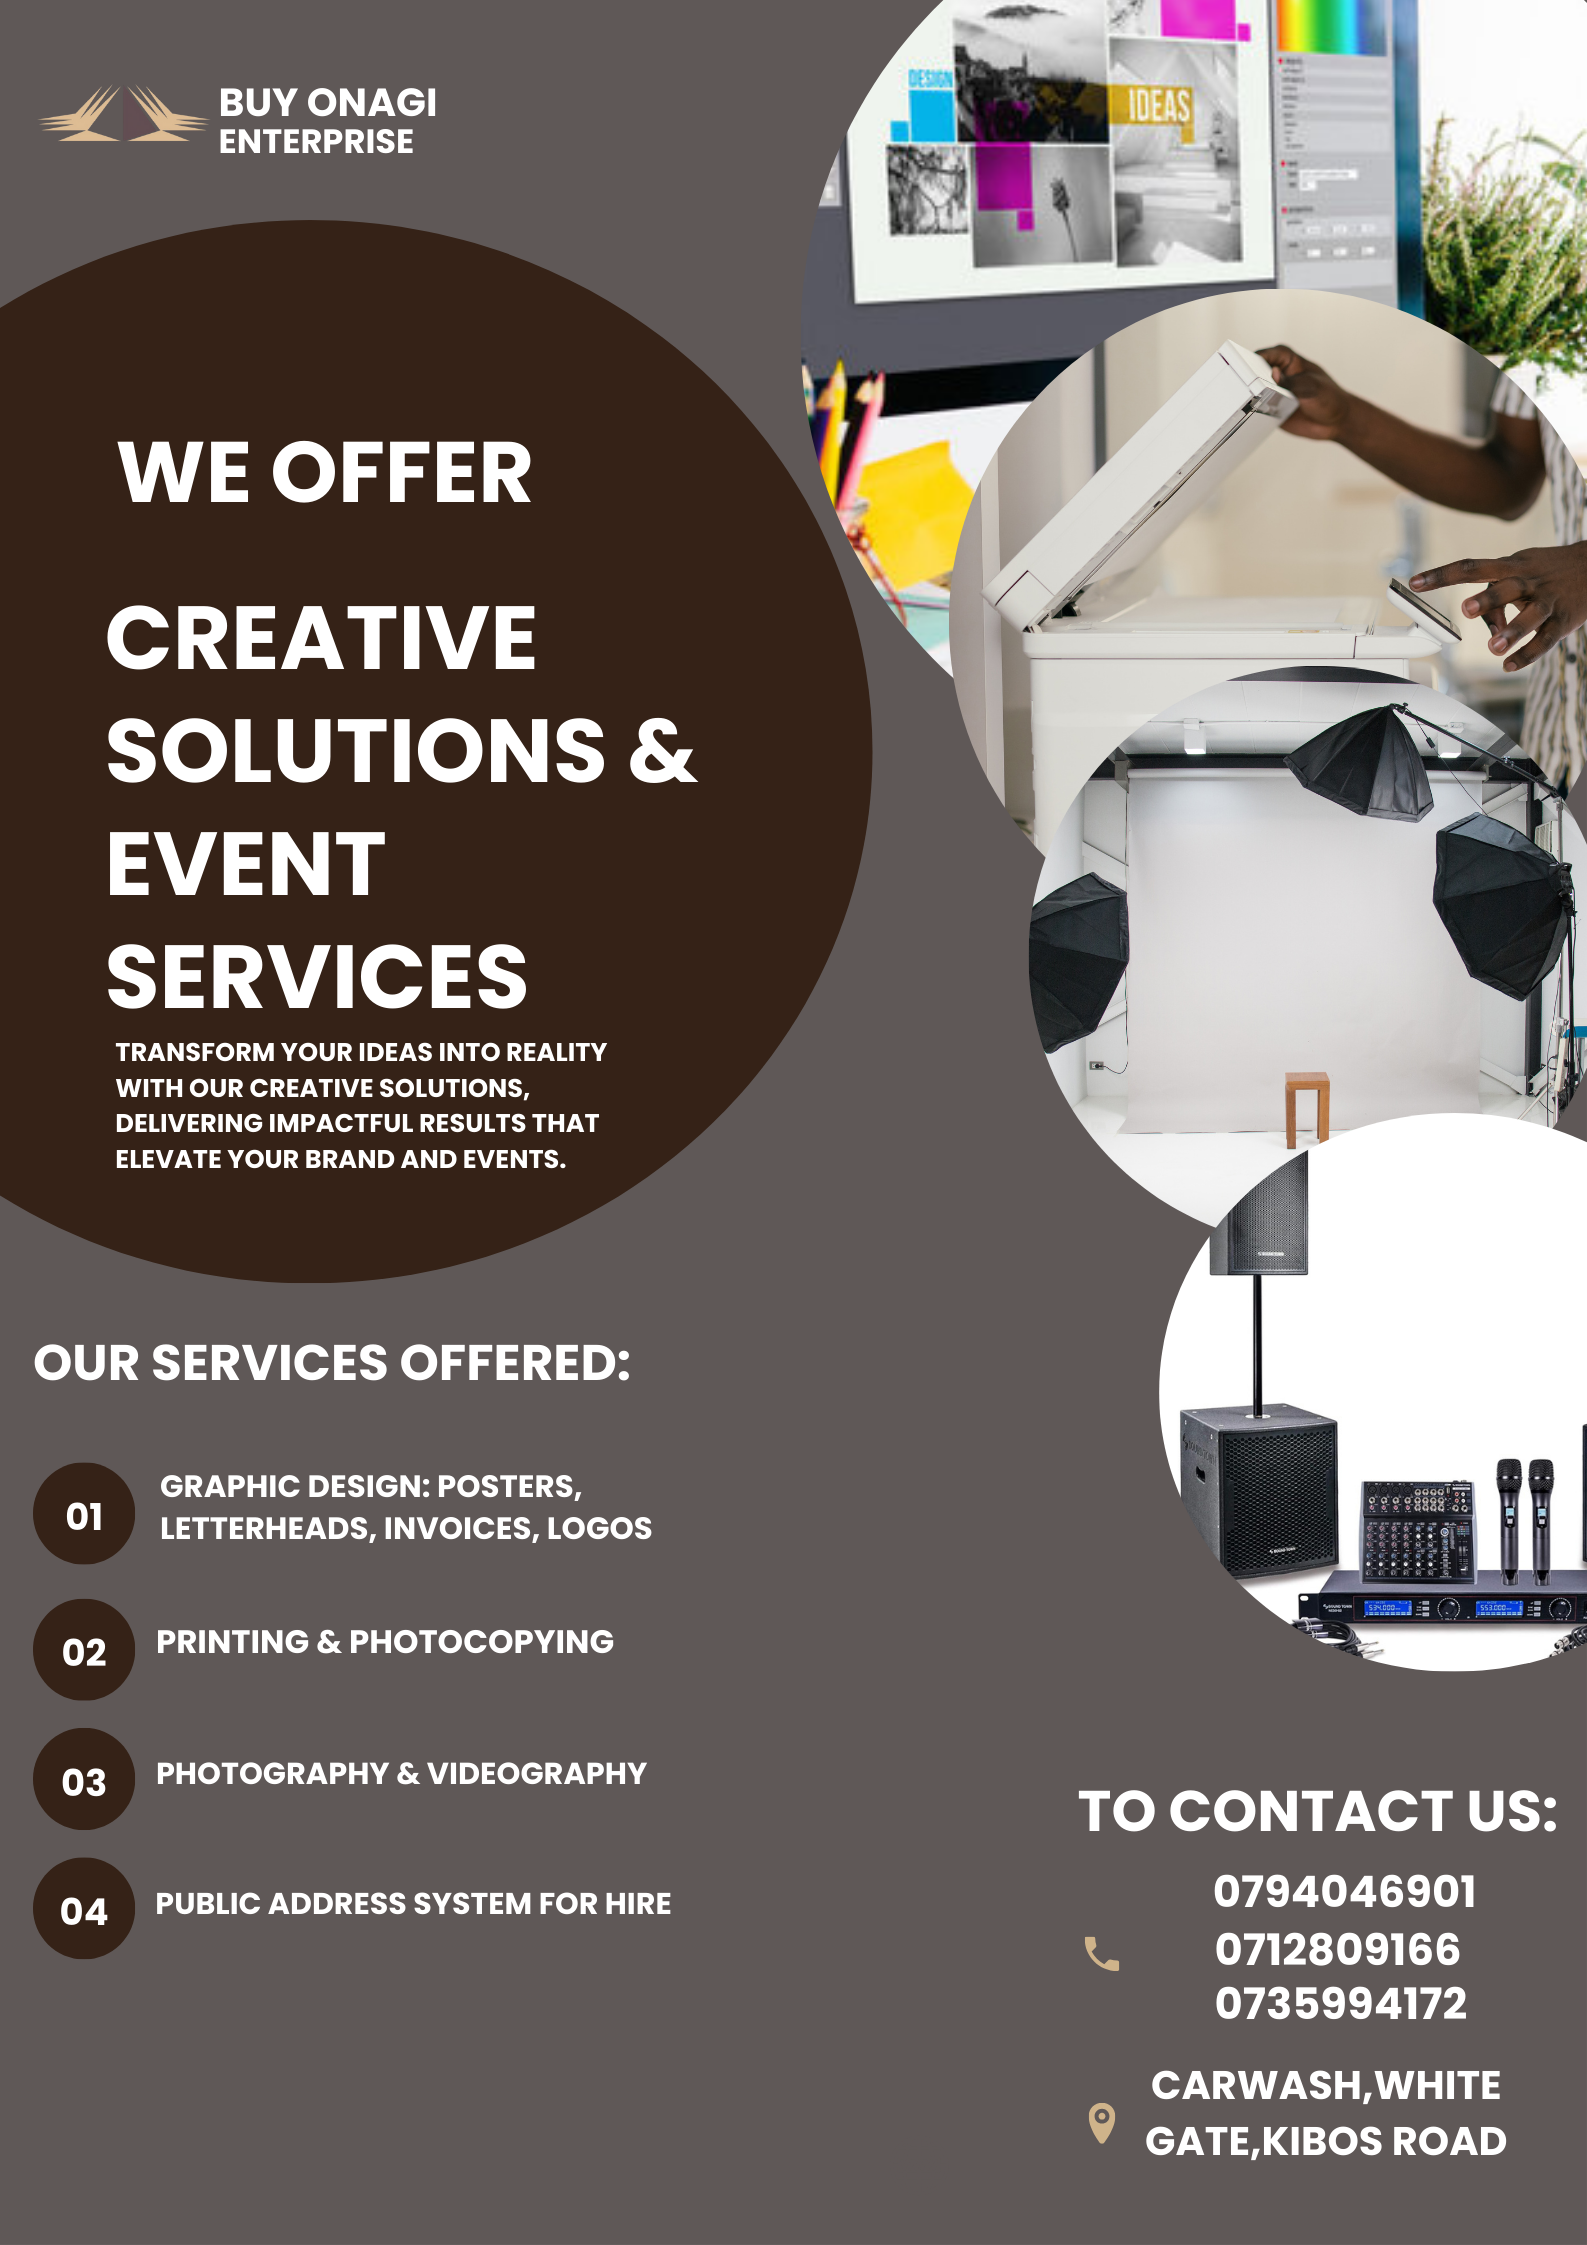 BUY ONAGI
ENTERPRISE
DESIGN
IDEAS
WE OFFER
CREATIVE
SOLUTIONS &
EVENT
SERVICES
TRANSFORM YOUR IDEAS INTO REALITY
WITH OUR CREATIVE SOLUTIONS,
DELIVERING IMPACTFUL RESULTS THAT
ELEVATE YOUR BRAND AND EVENTS.
OUR SERVICES OFFERED:
01
GRAPHIC DESIGN: POSTERS,
LETTERHEADS, INVOICES, LOGOS
02
PRINTING & PHOTOCOPYING
03
PHOTOGRAPHY & VIDEOGRAPHY
04
PUBLIC ADDRESS SYSTEM FOR HIRE
TO CONTACT US:
0794046901
0712809166
0735994172
CARWASH,WHITE
GATE,KIBOS ROAD